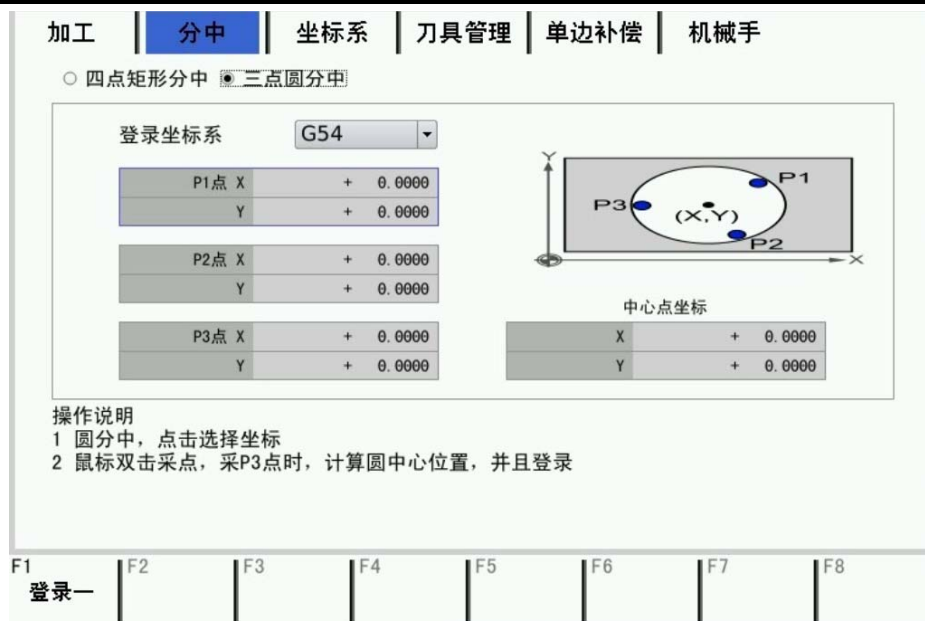 加工 分中 坐标系 刀具管理 单边补偿 机械手
四点矩形分中 三点圆分中
登录坐标系 G54
P1点 X + 0.0000
Y + 0.0000
P2点 X + 0.0000
Y + 0.0000
P3点 X + 0.0000
Y + 0.0000
Y
P1
P3
(X,Y)
P2
X
中心点坐标
X + 0.0000
Y + 0.0000
操作说明
1 圆分中，点击选择坐标
2 鼠标双击采点，采P3点时，计算圆中心位置，并且登录
F1 F2 F3 F4 F5 F6 F7 F8
登录一